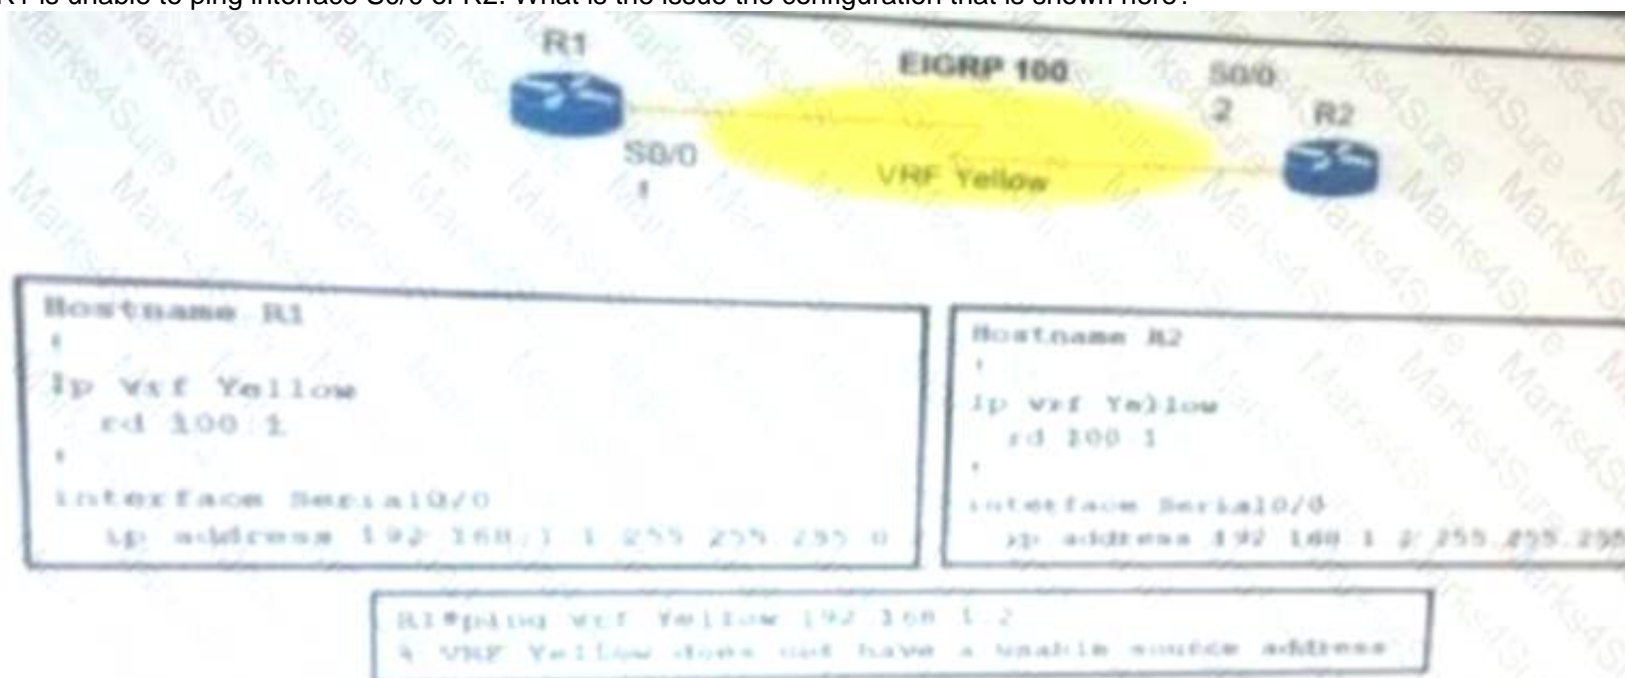 R1 is unable to ping interface S0/0 of R2. What is the issue the configuration that is shown here?
R1
EIGRP 100
S0/0
2
R2
S0/0
1
VRF Yellow
Hostname R1
!
Ip vrf Yellow
rd 100:1
!
interface Serial0/0
ip address 192.168.1.1 255.255.255.0
Hostname R2
!
Ip vrf Yellow
rd 100:1
!
interface Serial0/0
ip address 192.168.1.2 255.255.255
R1#ping vrf Yellow 192.168.1.2
% VRF Yellow does not have a usable source address
Marks4Sure